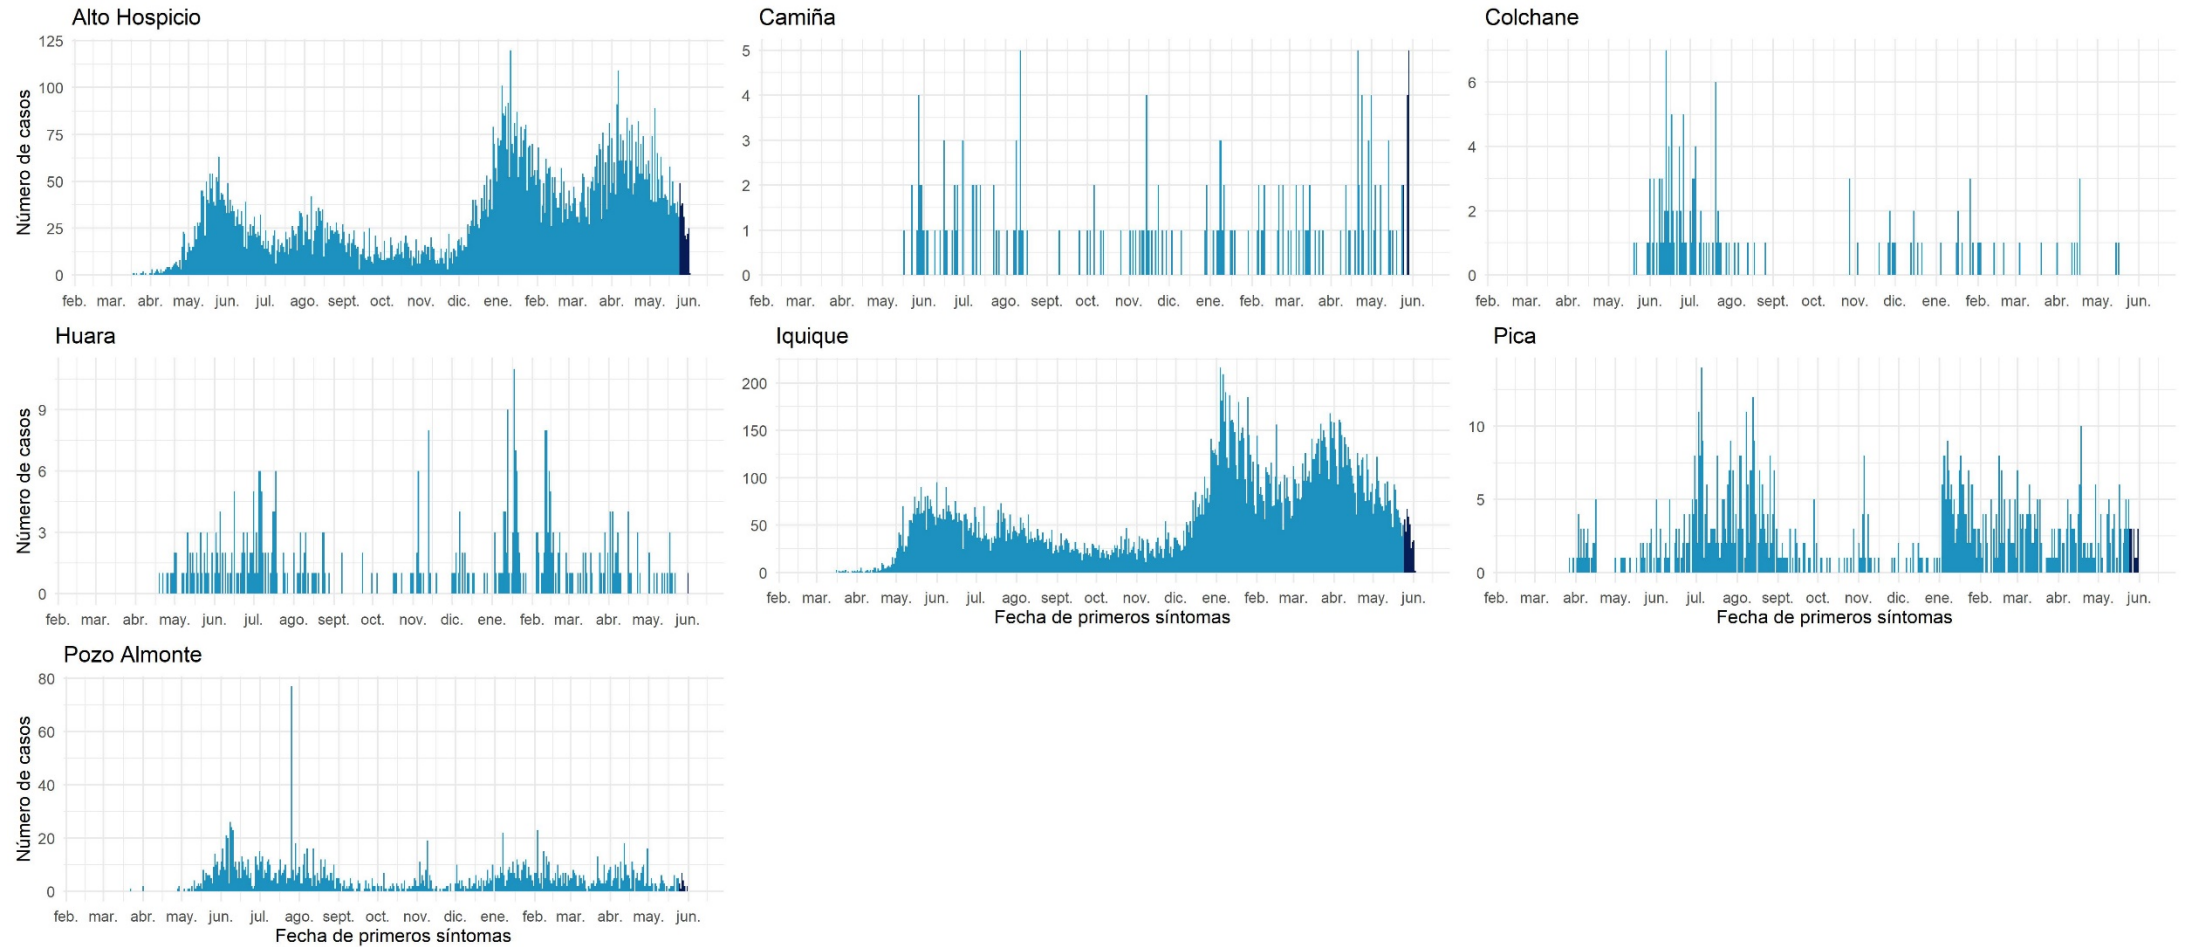 Alto Hospicio
Número de casos
125
100
75
50
25
0
feb. mar. abr. may. jun. jul. ago. sept. oct. nov. dic. ene. feb. mar. abr. may. jun.
Camiña
5
4
3
2
1
0
feb. mar. abr. may. jun. jul. ago. sept. oct. nov. dic. ene. feb. mar. abr. may. jun.
Colchane
6
4
2
0
feb. mar. abr. may. jun. jul. ago. sept. oct. nov. dic. ene. feb. mar. abr. may. jun.
Huara
Número de casos
9
6
3
0
feb. mar. abr. may. jun. jul. ago. sept. oct. nov. dic. ene. feb. mar. abr. may. jun.
Iquique
200
150
100
50
0
feb. mar. abr. may. jun. jul. ago. sept. oct. nov. dic. ene. feb. mar. abr. may. jun.
Fecha de primeros síntomas
Pica
10
5
0
feb. mar. abr. may. jun. jul. ago. sept. oct. nov. dic. ene. feb. mar. abr. may. jun.
Fecha de primeros síntomas
Pozo Almonte
Número de casos
80
60
40
20
0
feb. mar. abr. may. jun. jul. ago. sept. oct. nov. dic. ene. feb. mar. abr. may. jun.
Fecha de primeros síntomas